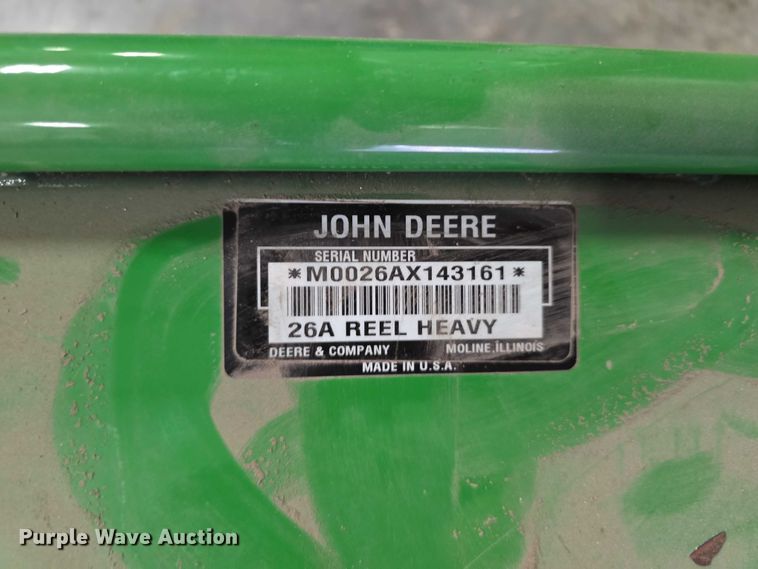 JOHN DEERE
SERIAL NUMBER
*M0026AX143161*
26A REEL HEAVY
DEERE & COMPANY MOLINE, ILLINOIS
MADE IN U.S.A.
Purple Wave Auction